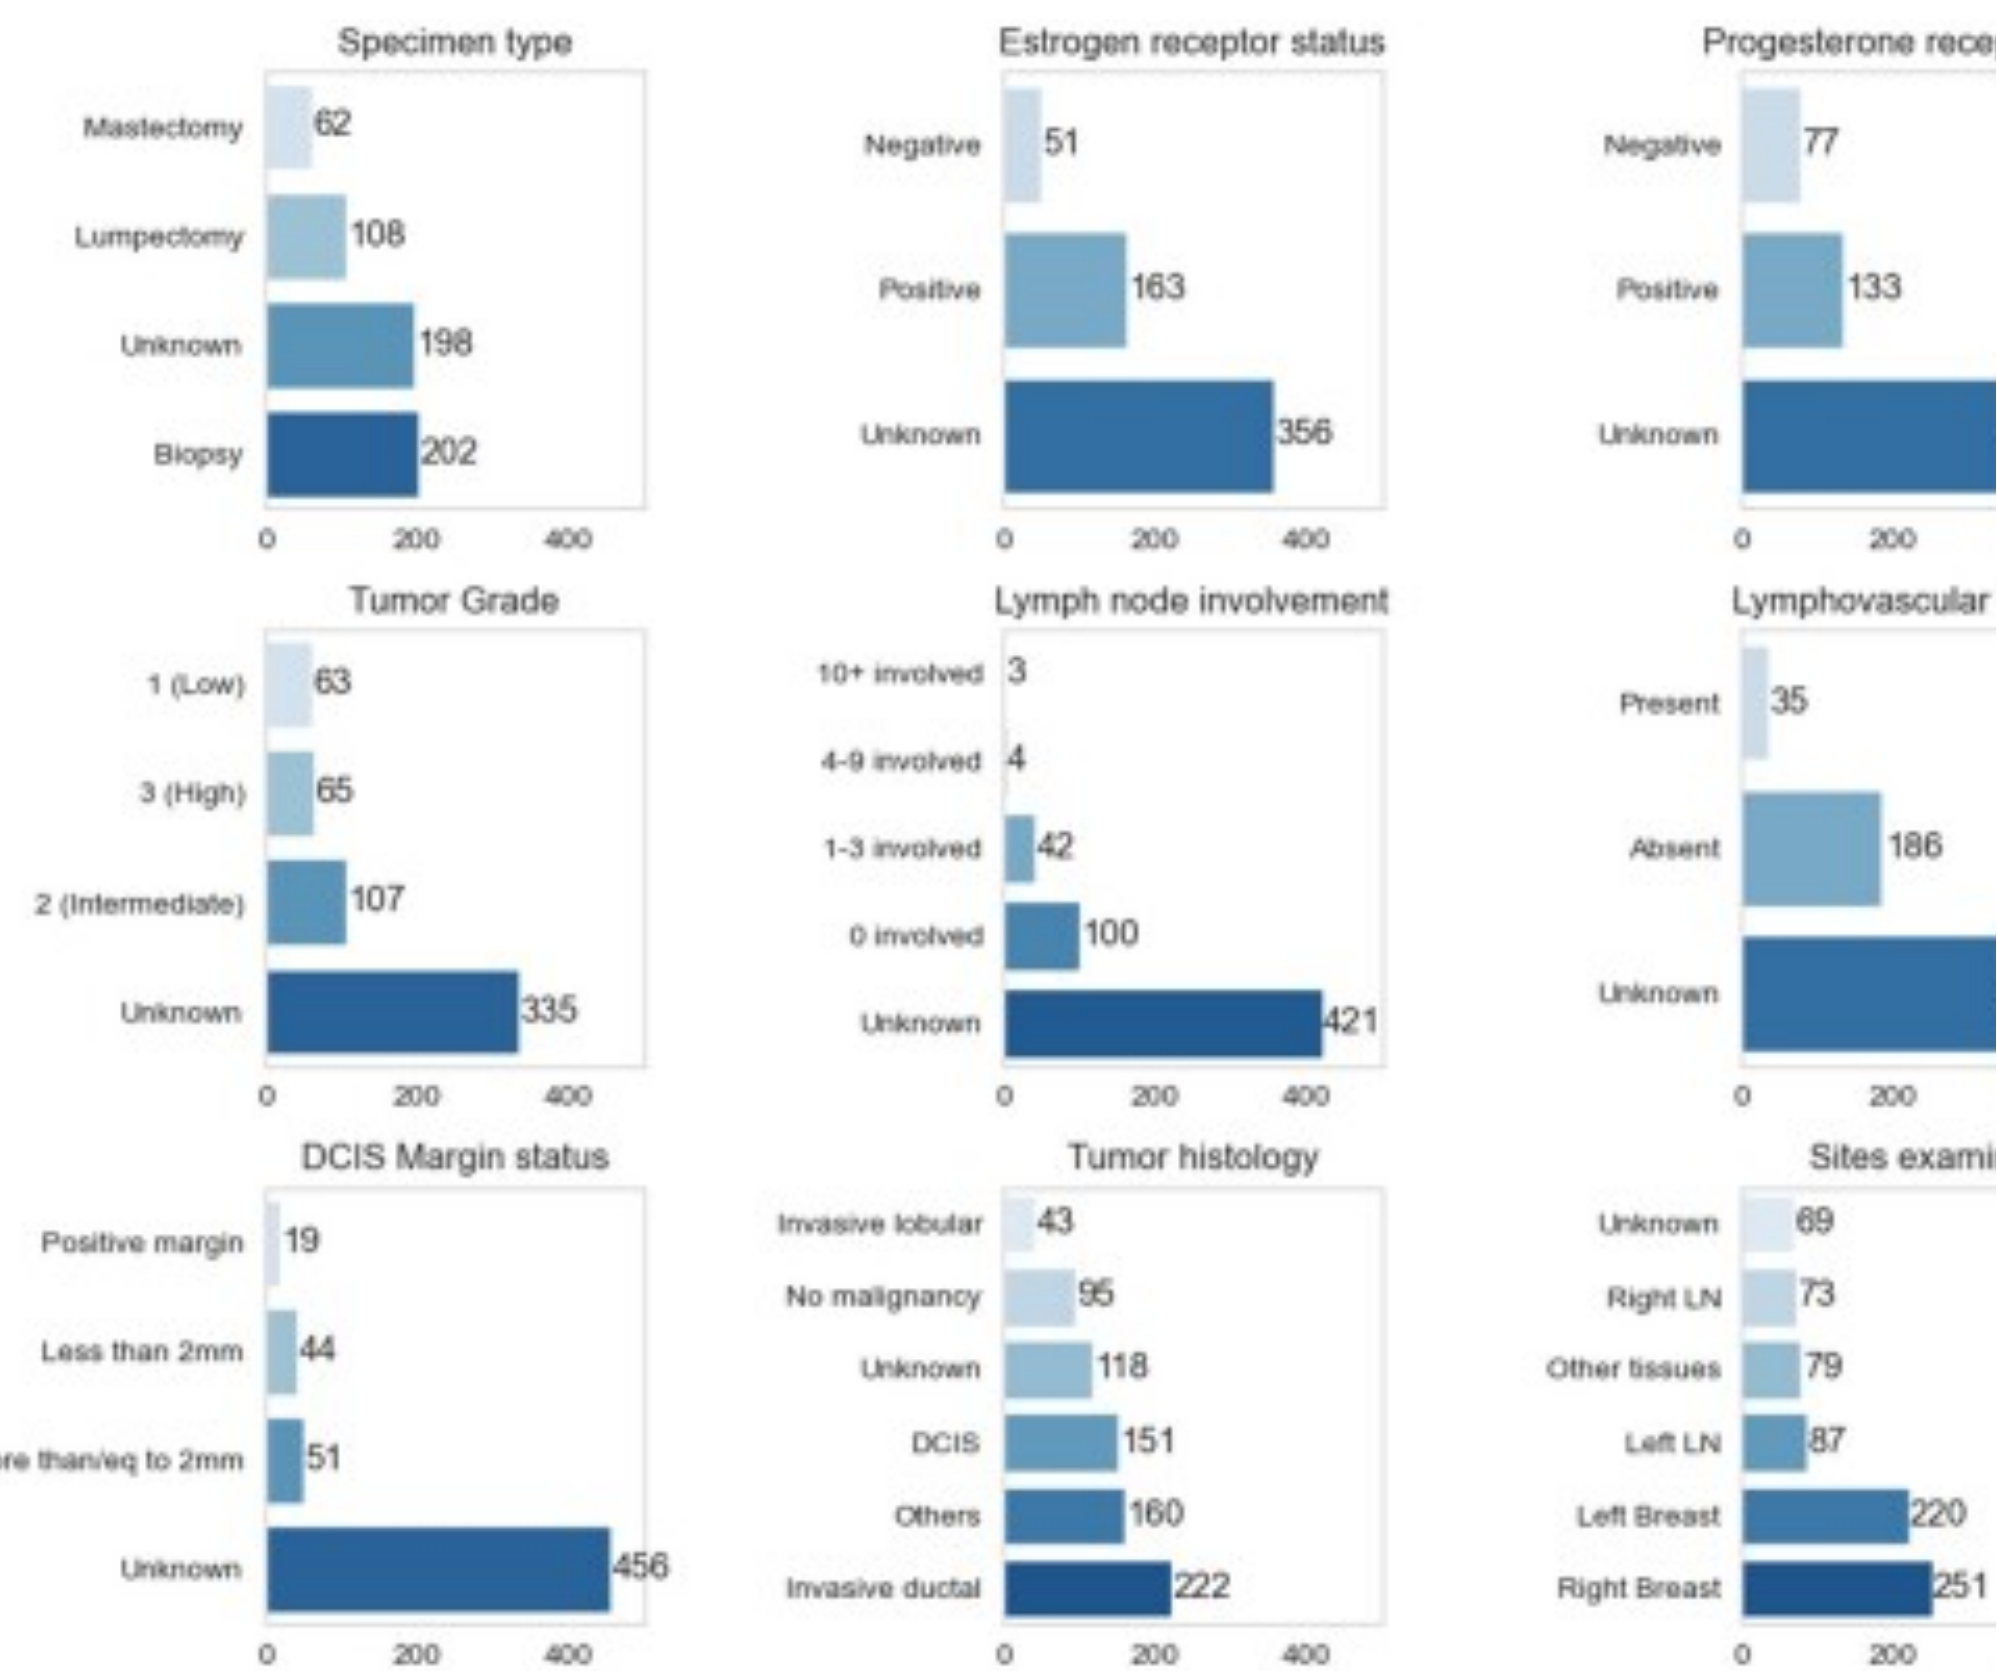 Specimen type
Mastectomy 62
Lumpectomy 108
Unknown 198
Biopsy 202
0 200 400
Estrogen receptor status
Negative 51
Positive 163
Unknown 356
0 200 400
Progesterone rece
Negative 77
Positive 133
Unknown
0 200
Tumor Grade
1 (Low) 63
3 (High) 65
2 (Intermediate) 107
Unknown 335
0 200 400
Lymph node involvement
10+ involved 3
4-9 involved 4
1-3 involved 42
0 involved 100
Unknown 421
0 200 400
Lymphovascular
Present 35
Absent 186
Unknown
0 200
DCIS Margin status
Positive margin 19
Less than 2mm 44
re than/eq to 2mm 51
Unknown 456
0 200 400
Tumor histology
Invasive lobular 43
No malignancy 95
Unknown 118
DCIS 151
Others 160
Invasive ductal 222
0 200 400
Sites exami
Unknown 69
Right LN 73
Other tissues 79
Left LN 87
Left Breast 220
Right Breast 251
0 200